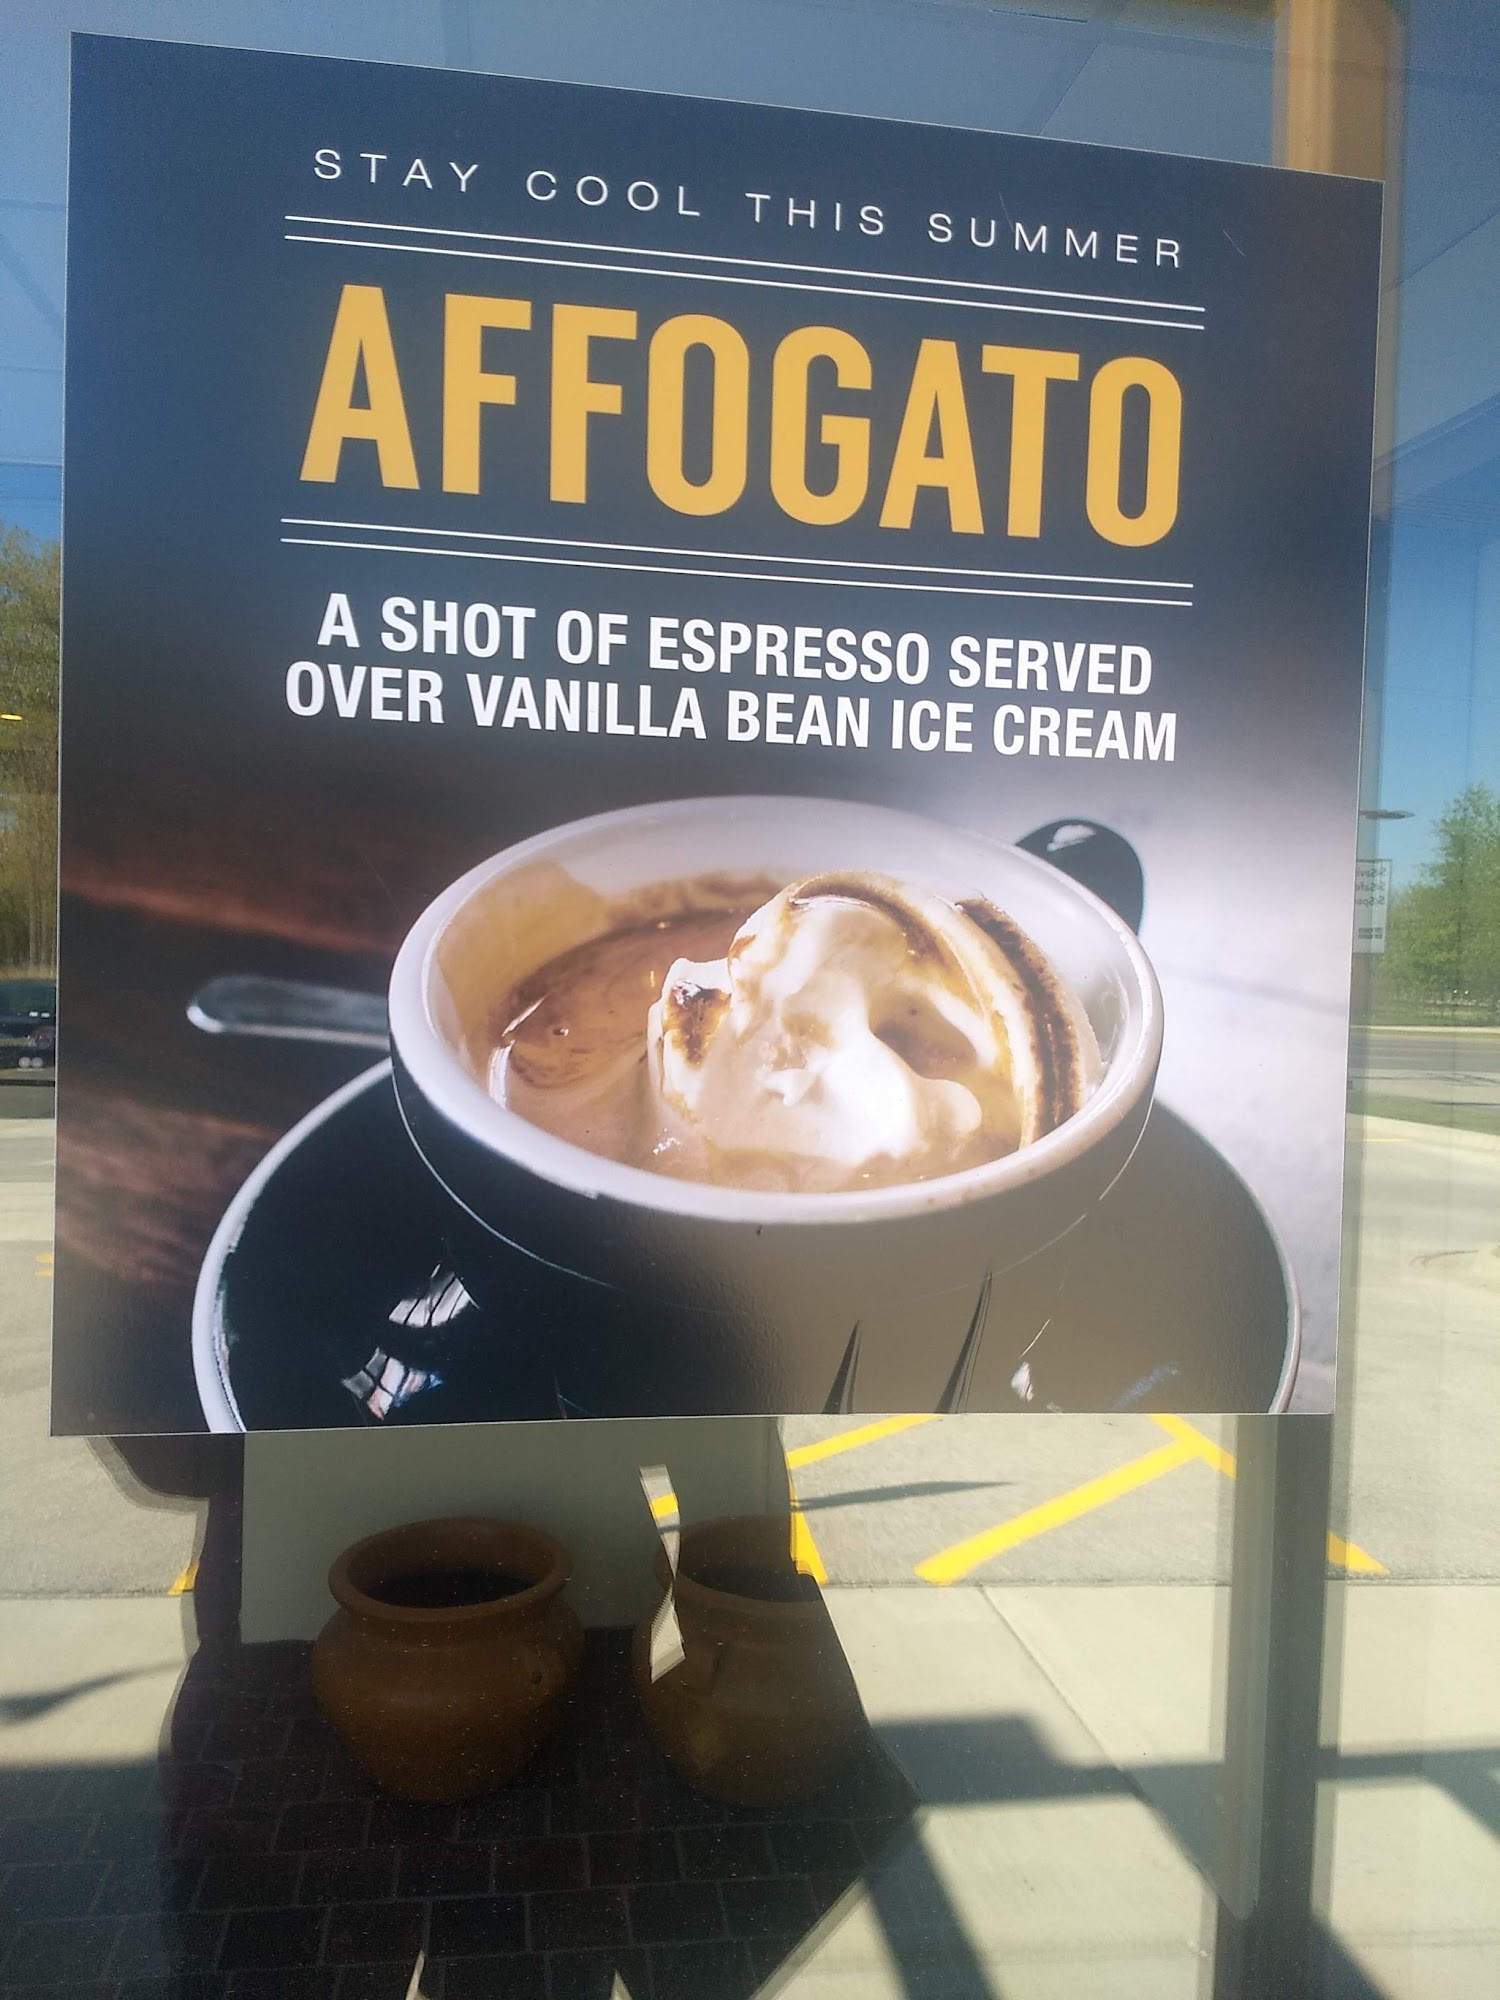 STAY COOL THIS SUMMER
AFFOGATO
A SHOT OF ESPRESSO SERVED
OVER VANILLA BEAN ICE CREAM